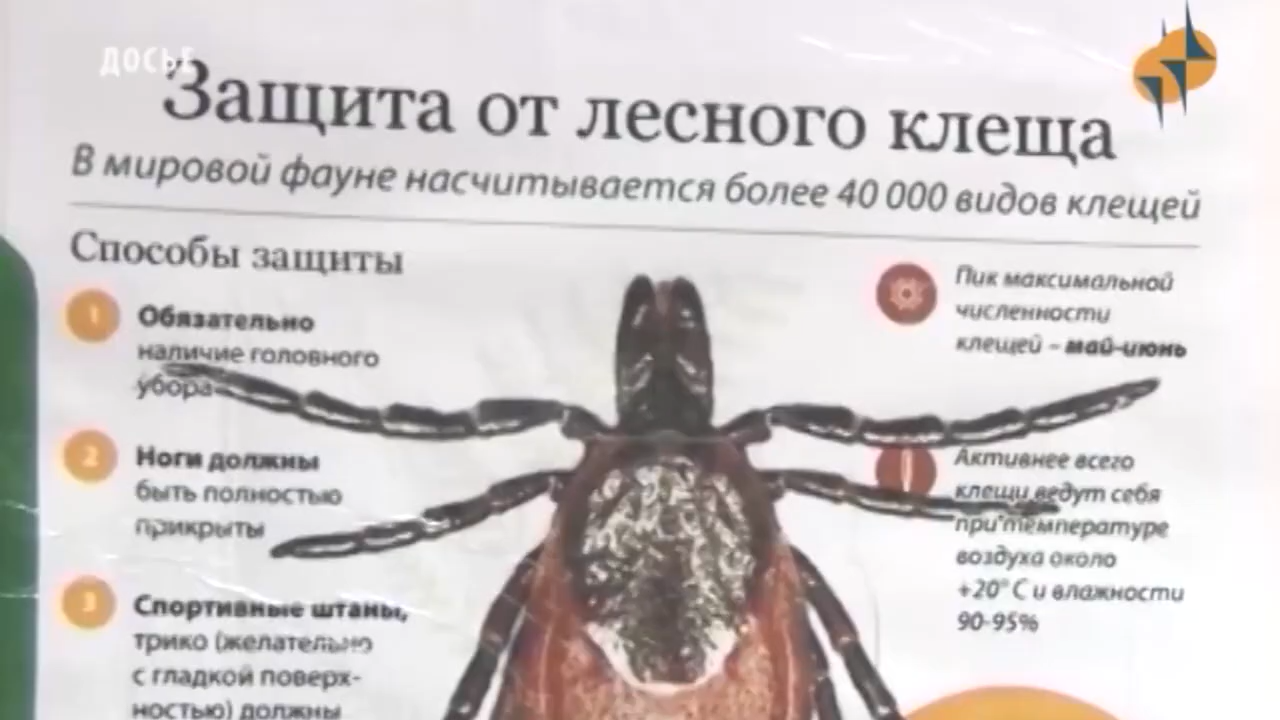 ДОСЬЕ
Защита от лесного клеща
В мировой фауне насчитывается более 40 000 видов клещей
Способы защиты
1
Обязательно
наличие головного
убора
2
Ноги должны
быть полностью
прикрыты
3
Спортивные штаны,
трико (желательно
с гладкой поверх-
ностью) должны
Пик максимальной
численности
клещей – май-июнь
Активнее всего
клещи ведут себя
при температуре
воздуха около
+20° С и влажности
90-95%